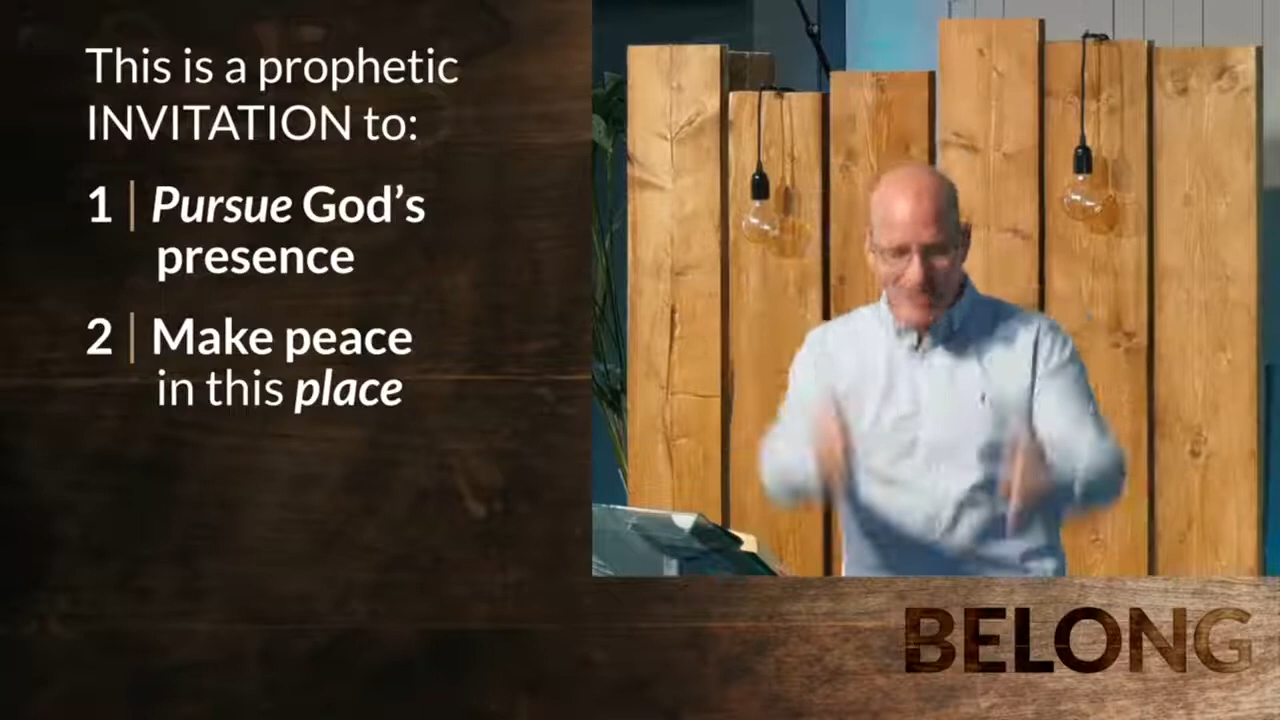 This is a prophetic
INVITATION to:
1 | Pursue God's
presence
2 | Make peace
in this place
BELONG